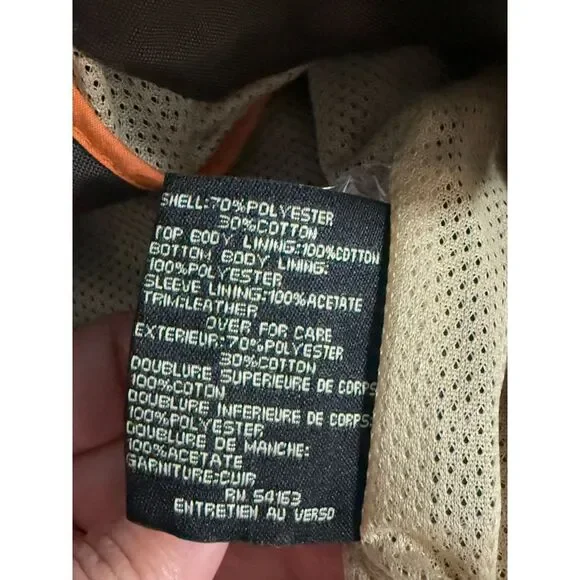 SHELL:70%POLYESTER
30%COTTON
TOP BODY LINING:100%COTTON
BOTTOM BODY LINING:
100%POLYESTER
SLEEVE LINING:100%ACETATE
TRIM:LEATHER
OVER FOR CARE
EXTERIEUR:70%POLYESTER
30%COTTON
DOUBLURE SUPERIEURE DE CORPS:
100%COTON
DOUBLURE INFERIEURE DE CORPS:
100%POLYESTER
DOUBLURE DE MANCHE:
100%ACETATE
GARNITURE:CUIR
RN 54163
ENTRETIEN AU VERSO